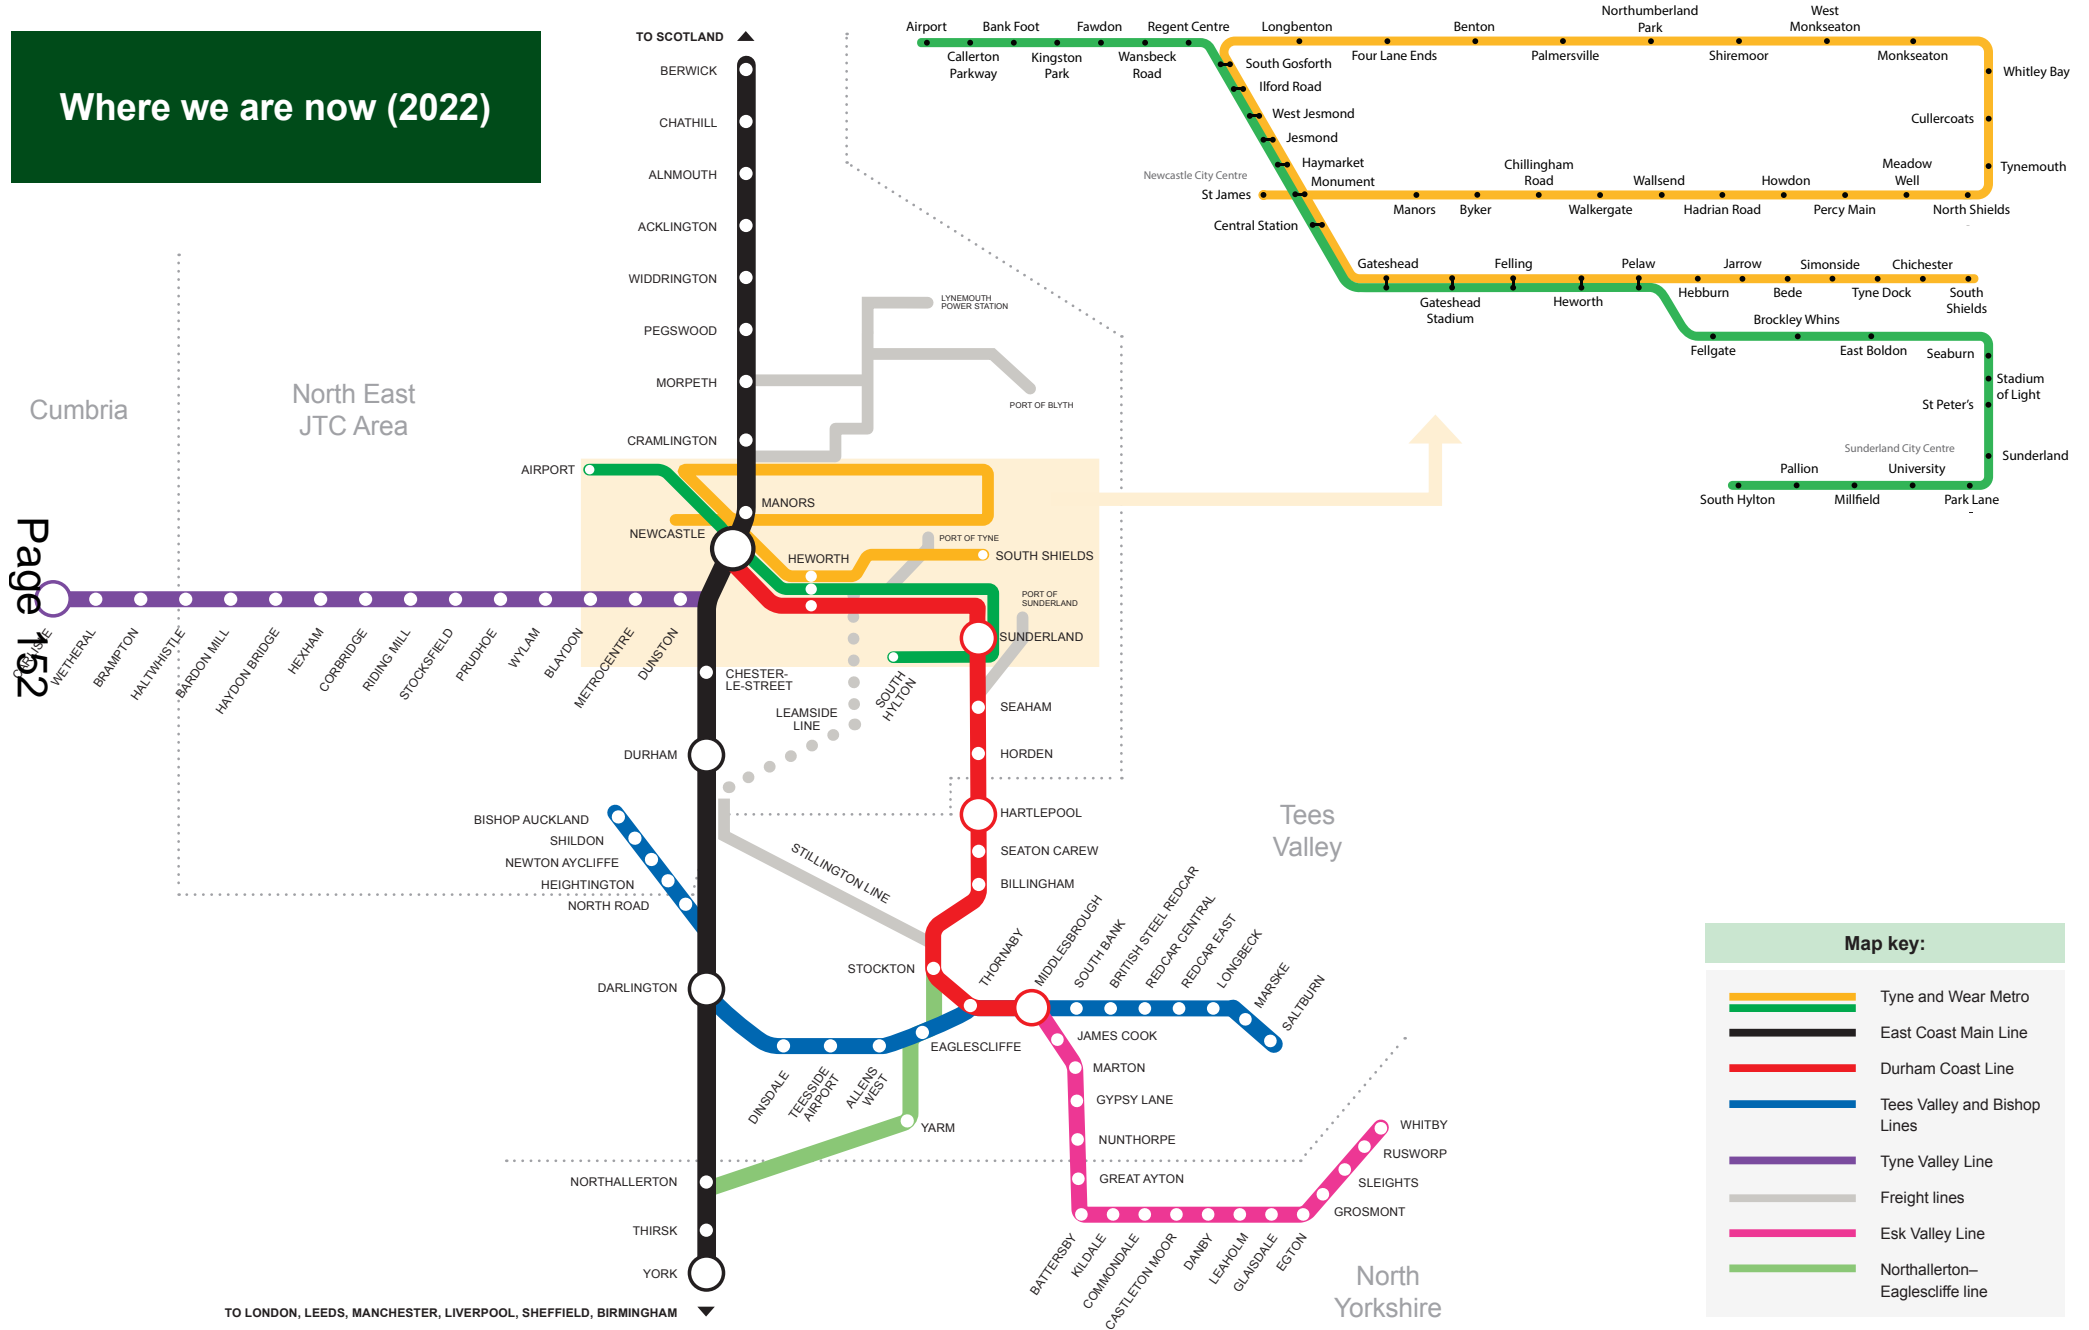 Where we are now (2022)
TO SCOTLAND
BERWICK
CHATHILL
ALNMOUTH
ACKLINGTON
WIDDRINGTON
PEGSWOOD
MORPETH
CRAMLINGTON
MANORS
NEWCASTLE
AIRPORT
HEWORTH
SOUTH SHIELDS
SUNDERLAND
SOUTH
HYLTON
LYNEMOUTH
POWER STATION
PORT OF BLYTH
PORT OF TYNE
PORT OF
SUNDERLAND
Cumbria
North East
JTC Area
Page 152
CARLISLE
WETHERAL
BRAMPTON
HALTWHISTLE
BARDON MILL
HAYDON BRIDGE
HEXHAM
CORBRIDGE
RIDING MILL
STOCKSFIELD
PRUDHOE
WYLAM
BLAYDON
METROCENTRE
DUNSTON
CHESTER-
LE-STREET
LEAMSIDE
LINE
DURHAM
SEAHAM
HORDEN
HARTLEPOOL
SEATON CAREW
BILLINGHAM
STILLINGTON LINE
BISHOP AUCKLAND
SHILDON
NEWTON AYCLIFFE
HEIGHTINGTON
NORTH ROAD
DARLINGTON
STOCKTON
THORNABY
MIDDLESBROUGH
SOUTH BANK
BRITISH STEEL REDCAR
REDCAR CENTRAL
REDCAR EAST
LONGBECK
MARSKE
SALTBURN
DINSDALE
TEESSIDE
AIRPORT
ALLENS
WEST
EAGLESCLIFFE
YARM
JAMES COOK
MARTON
GYPSY LANE
NUNTHORPE
GREAT AYTON
BATTERSBY
KILDALE
COMMONDALE
CASTLETON MOOR
DANBY
LEAHOLM
GLAISDALE
EGTON
GROSMONT
SLEIGHTS
RUSWORP
WHITBY
NORTHALLERTON
THIRSK
YORK
TO LONDON, LEEDS, MANCHESTER, LIVERPOOL, SHEFFIELD, BIRMINGHAM
Tees
Valley
North
Yorkshire
Airport
Callerton
Parkway
Bank Foot
Kingston
Park
Fawdon
Wansbeck
Road
Regent Centre
Longbenton
Four Lane Ends
Benton
Palmersville
Northumberland
Park
Shiremoor
West
Monkseaton
Monkseaton
Whitley Bay
Cullercoats
Tynemouth
South Gosforth
Ilford Road
West Jesmond
Jesmond
Haymarket
Monument
Newcastle City Centre
St James
Central Station
Manors
Byker
Chillingham
Road
Walkergate
Wallsend
Hadrian Road
Howdon
Percy Main
Meadow
Well
North Shields
Gateshead
Gateshead
Stadium
Felling
Heworth
Pelaw
Hebburn
Jarrow
Bede
Simonside
Tyne Dock
Chichester
South
Shields
Fellgate
Brockley Whins
East Boldon
Seaburn
Stadium
of Light
St Peter's
Sunderland City Centre
Sunderland
South Hylton
Pallion
Millfield
University
Park Lane
Map key:
Tyne and Wear Metro
East Coast Main Line
Durham Coast Line
Tees Valley and Bishop
Lines
Tyne Valley Line
Freight lines
Esk Valley Line
Northallerton–
Eaglescliffe line